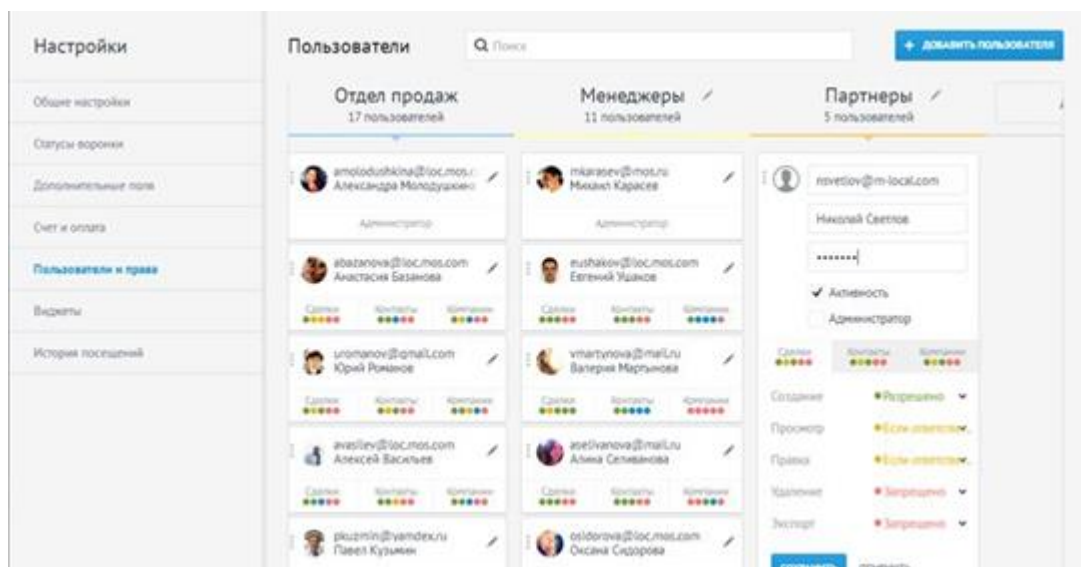 Настройки
Общие настройки
Статусы воронки
Дополнительные поля
Счет и оплата
Пользователи и права
Виджеты
История посещений
Пользователи
Поиск
+ ДОБАВИТЬ ПОЛЬЗОВАТЕЛЯ
Отдел продаж
17 пользователей
amolodushkina@loc.mos.c
Александра Молодушкина
Администратор
abazanova@loc.mos.com
Анастасия Базанова
Сделки Контакты Компании
uromanov@gmail.com
Юрий Романов
Сделки Контакты Компании
avasilev@loc.mos.com
Алексей Васильев
Сделки Контакты Компании
pkuzmin@yamdex.ru
Павел Кузьмин
Менеджеры
11 пользователей
mkarasev@mos.ru
Михаил Карасев
Администратор
eushakov@loc.mos.com
Евгений Ушаков
Сделки Контакты Компании
vmartynova@mail.ru
Валерия Мартынова
Сделки Контакты Компании
aselivanova@mail.ru
Алина Селиванова
Сделки Контакты Компании
osidorova@loc.mos.com
Оксана Сидорова
Партнеры
5 пользователей
nsvetlov@m-local.com
Николай Светлов
•••••••
Активность
Администратор
Сделки Контакты Компании
Создание Разрешено
Просмотр Если ответствен..
Правка Если ответствен..
Удаление Запрещено
Экспорт Запрещено
СОХРАНИТЬ